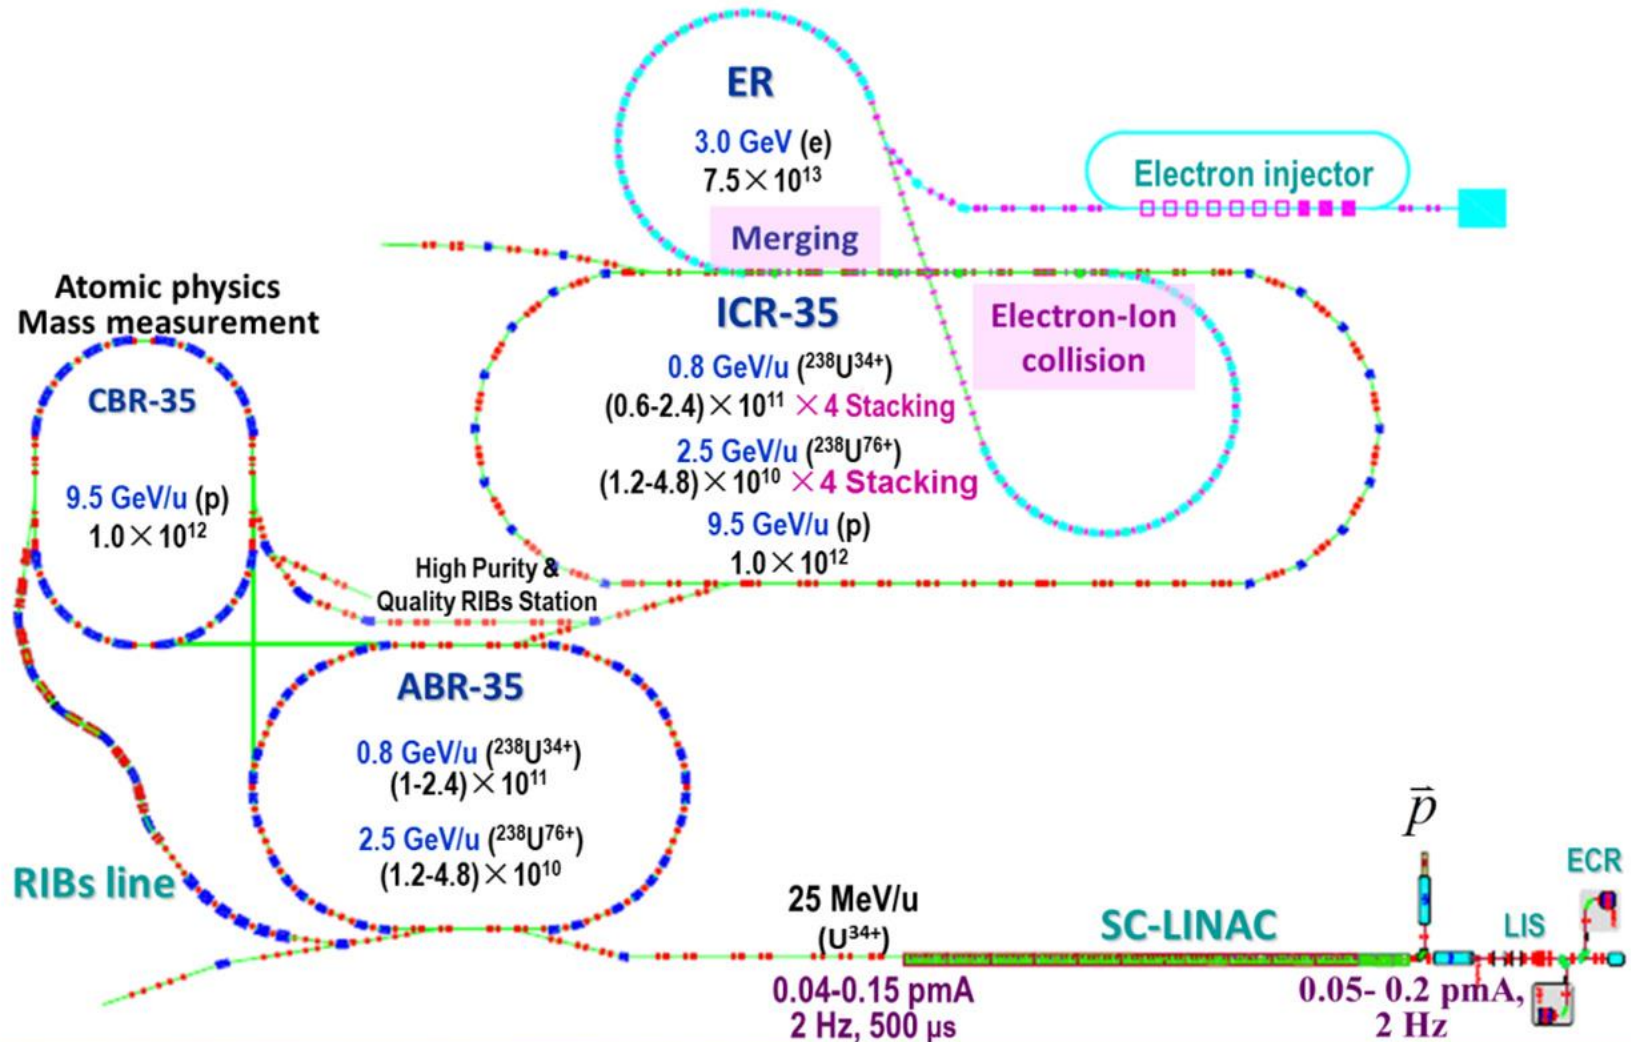 ER
3.0 GeV (e)
7.5×10¹³
Electron injector
Merging
Atomic physics
Mass measurement
ICR-35
Electron-Ion
collision
0.8 GeV/u (²³⁸U³⁴⁺)
(0.6-2.4)×10¹¹ ×4 Stacking
2.5 GeV/u (²³⁸U⁷⁶⁺)
(1.2-4.8)×10¹⁰ ×4 Stacking
9.5 GeV/u (p)
1.0×10¹²
CBR-35
9.5 GeV/u (p)
1.0×10¹²
High Purity &
Quality RIBs Station
ABR-35
0.8 GeV/u (²³⁸U³⁴⁺)
(1-2.4)×10¹¹
2.5 GeV/u (²³⁸U⁷⁶⁺)
(1.2-4.8)×10¹⁰
RIBs line
25 MeV/u
(U³⁴⁺)
SC-LINAC
p⃗
LIS
ECR
0.04-0.15 pmA
2 Hz, 500 μs
0.05- 0.2 pmA,
2 Hz